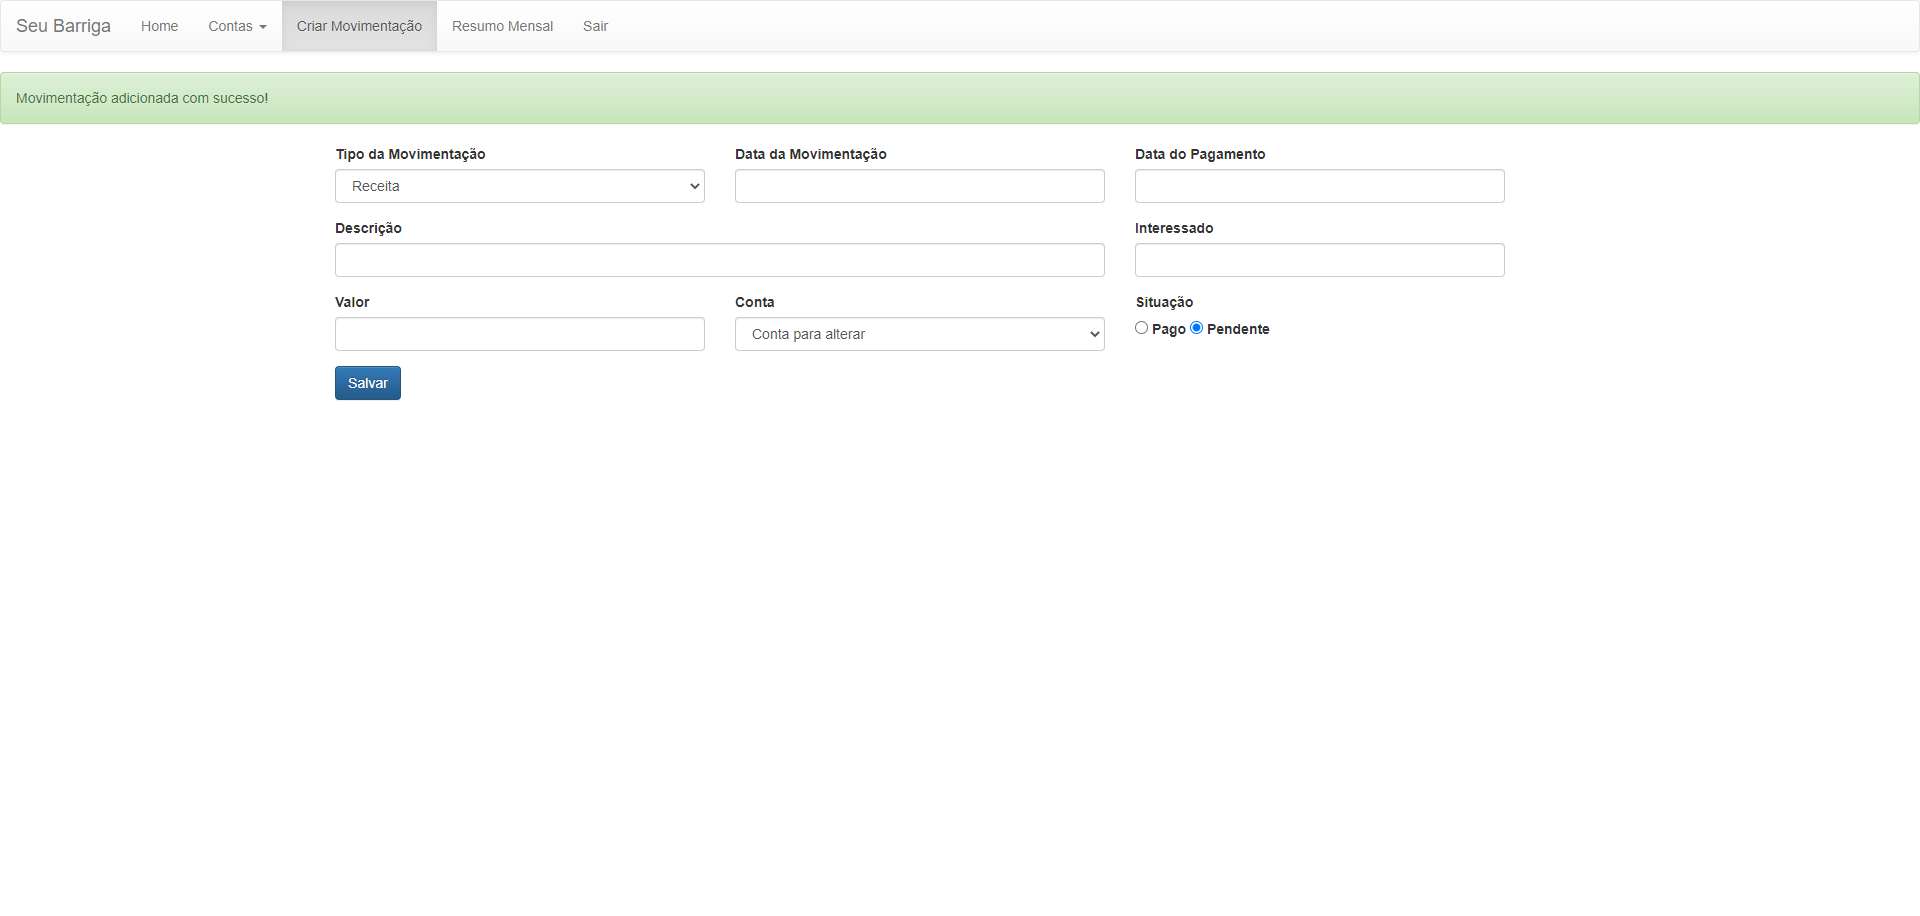 Seu Barriga Home Contas Criar Movimentação Resumo Mensal Sair
Movimentação adicionada com sucesso!
Tipo da Movimentação Data da Movimentação Data do Pagamento
Receita
Descrição Interessado
Valor Conta Situação
Conta para alterar Pago Pendente
Salvar